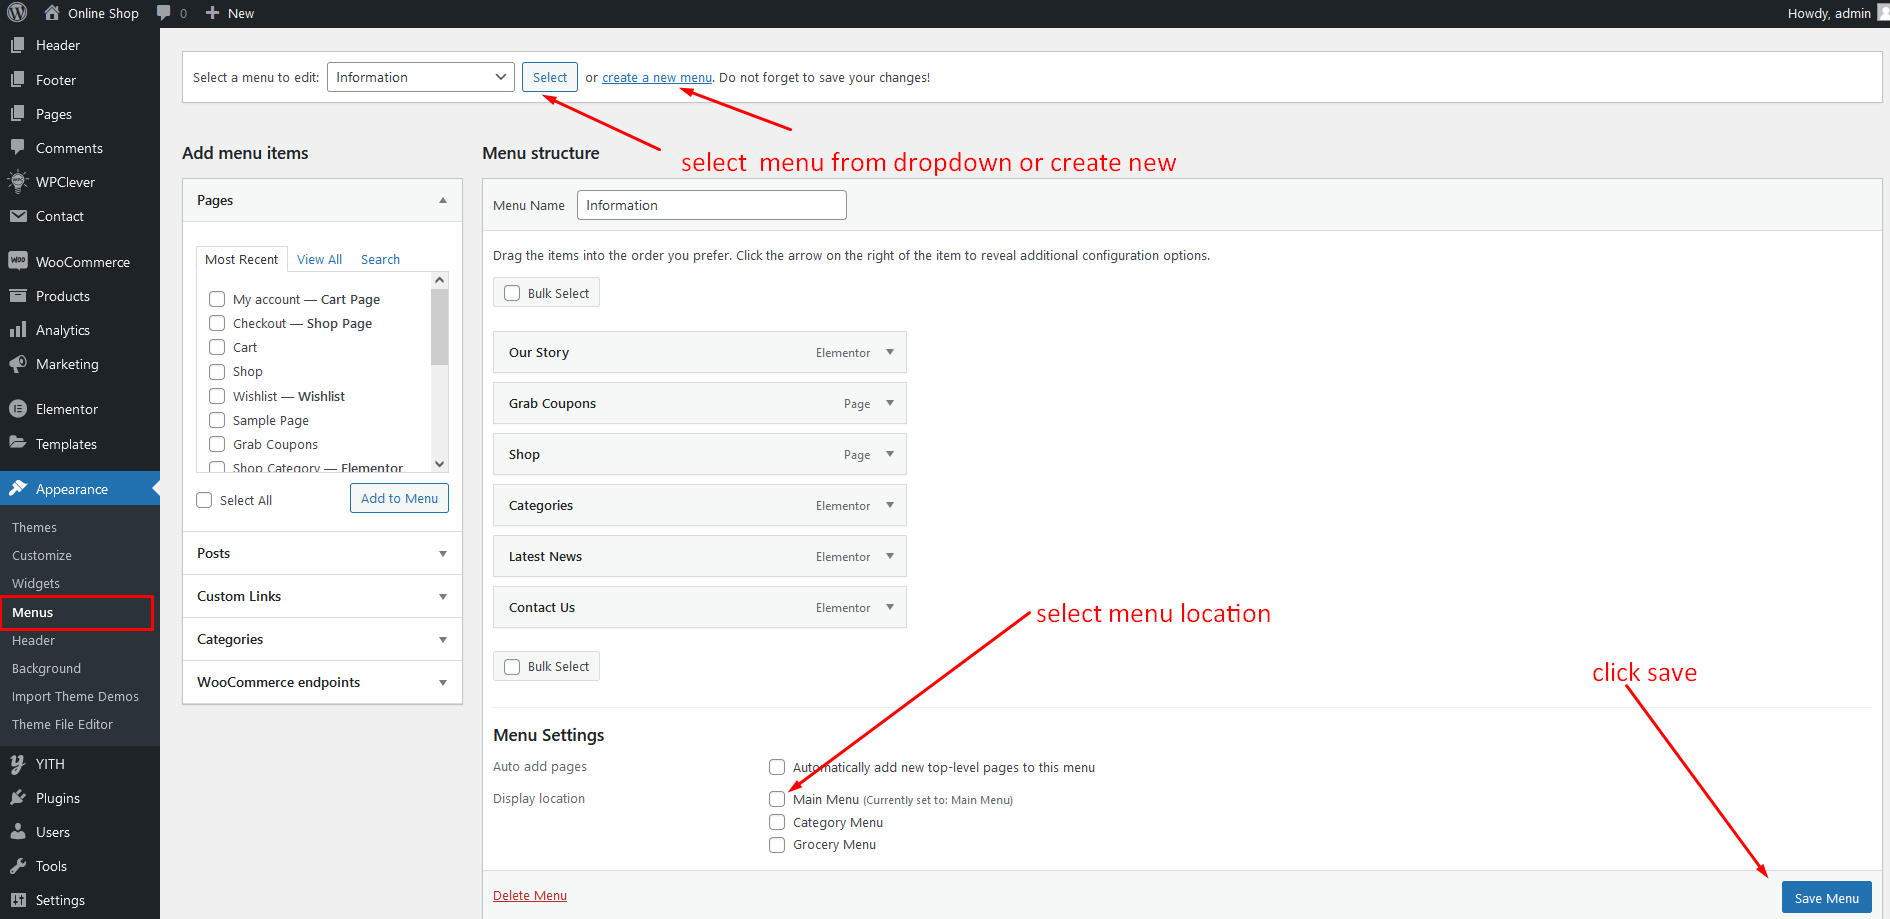 Online Shop 0 New Howdy, admin
Header
Footer
Pages
Comments
WPClever
Contact
WooCommerce
Products
Analytics
Marketing
Elementor
Templates
Appearance
Themes
Customize
Widgets
Menus
Header
Background
Import Theme Demos
Theme File Editor
YITH
Plugins
Users
Tools
Settings
Select a menu to edit: Information Select or create a new menu. Do not forget to save your changes!
select menu from dropdown or create new
Add menu items
Pages
Most Recent View All Search
My account — Cart Page
Checkout — Shop Page
Cart
Shop
Wishlist — Wishlist
Sample Page
Grab Coupons
Shop Category — Elementor
Select All Add to Menu
Posts
Custom Links
Categories
WooCommerce endpoints
Menu structure
Menu Name Information
Drag the items into the order you prefer. Click the arrow on the right of the item to reveal additional configuration options.
Bulk Select
Our Story Elementor
Grab Coupons Page
Shop Page
Categories Elementor
Latest News Elementor
Contact Us Elementor
select menu location
Bulk Select
click save
Menu Settings
Auto add pages Automatically add new top-level pages to this menu
Display location Main Menu (Currently set to: Main Menu)
Category Menu
Grocery Menu
Delete Menu Save Menu